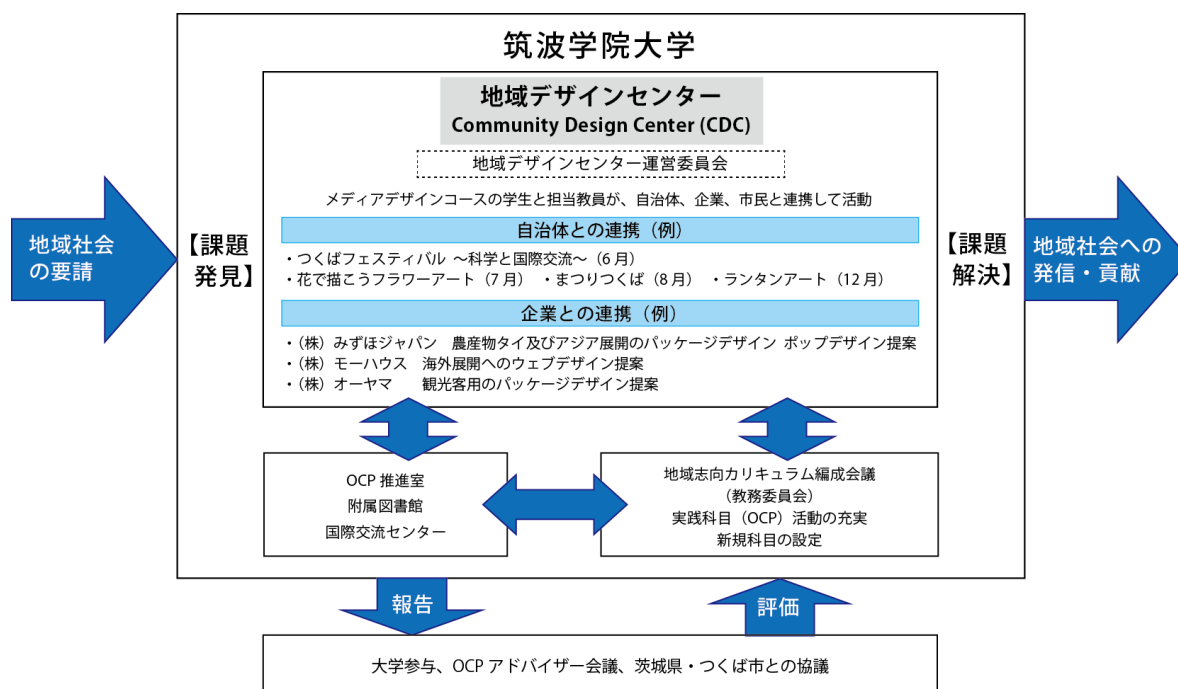 筑波学院大学
地域デザインセンター
Community Design Center (CDC)
地域デザインセンター運営委員会
メディアデザインコースの学生と担当教員が、自治体、企業、市民と連携して活動
地域社会
の要請
【課題
発見】
自治体との連携（例）
・つくばフェスティバル ～科学と国際交流～（6 月）
・花で描こうフラワーアート（7 月）　・まつりつくば（8 月）　・ランタンアート（12 月）
企業との連携（例）
・（株）みずほジャパン　農産物タイ及びアジア展開のパッケージデザイン ポップデザイン提案
・（株）モーハウス　海外展開へのウェブデザイン提案
・（株）オーヤマ　　観光客用のパッケージデザイン提案
【課題
解決】
地域社会への
発信・貢献
OCP 推進室
附属図書館
国際交流センター
地域志向カリキュラム編成会議
（教務委員会）
実践科目（OCP）活動の充実
新規科目の設定
報告
評価
大学参与、OCP アドバイザー会議、茨城県・つくば市との協議